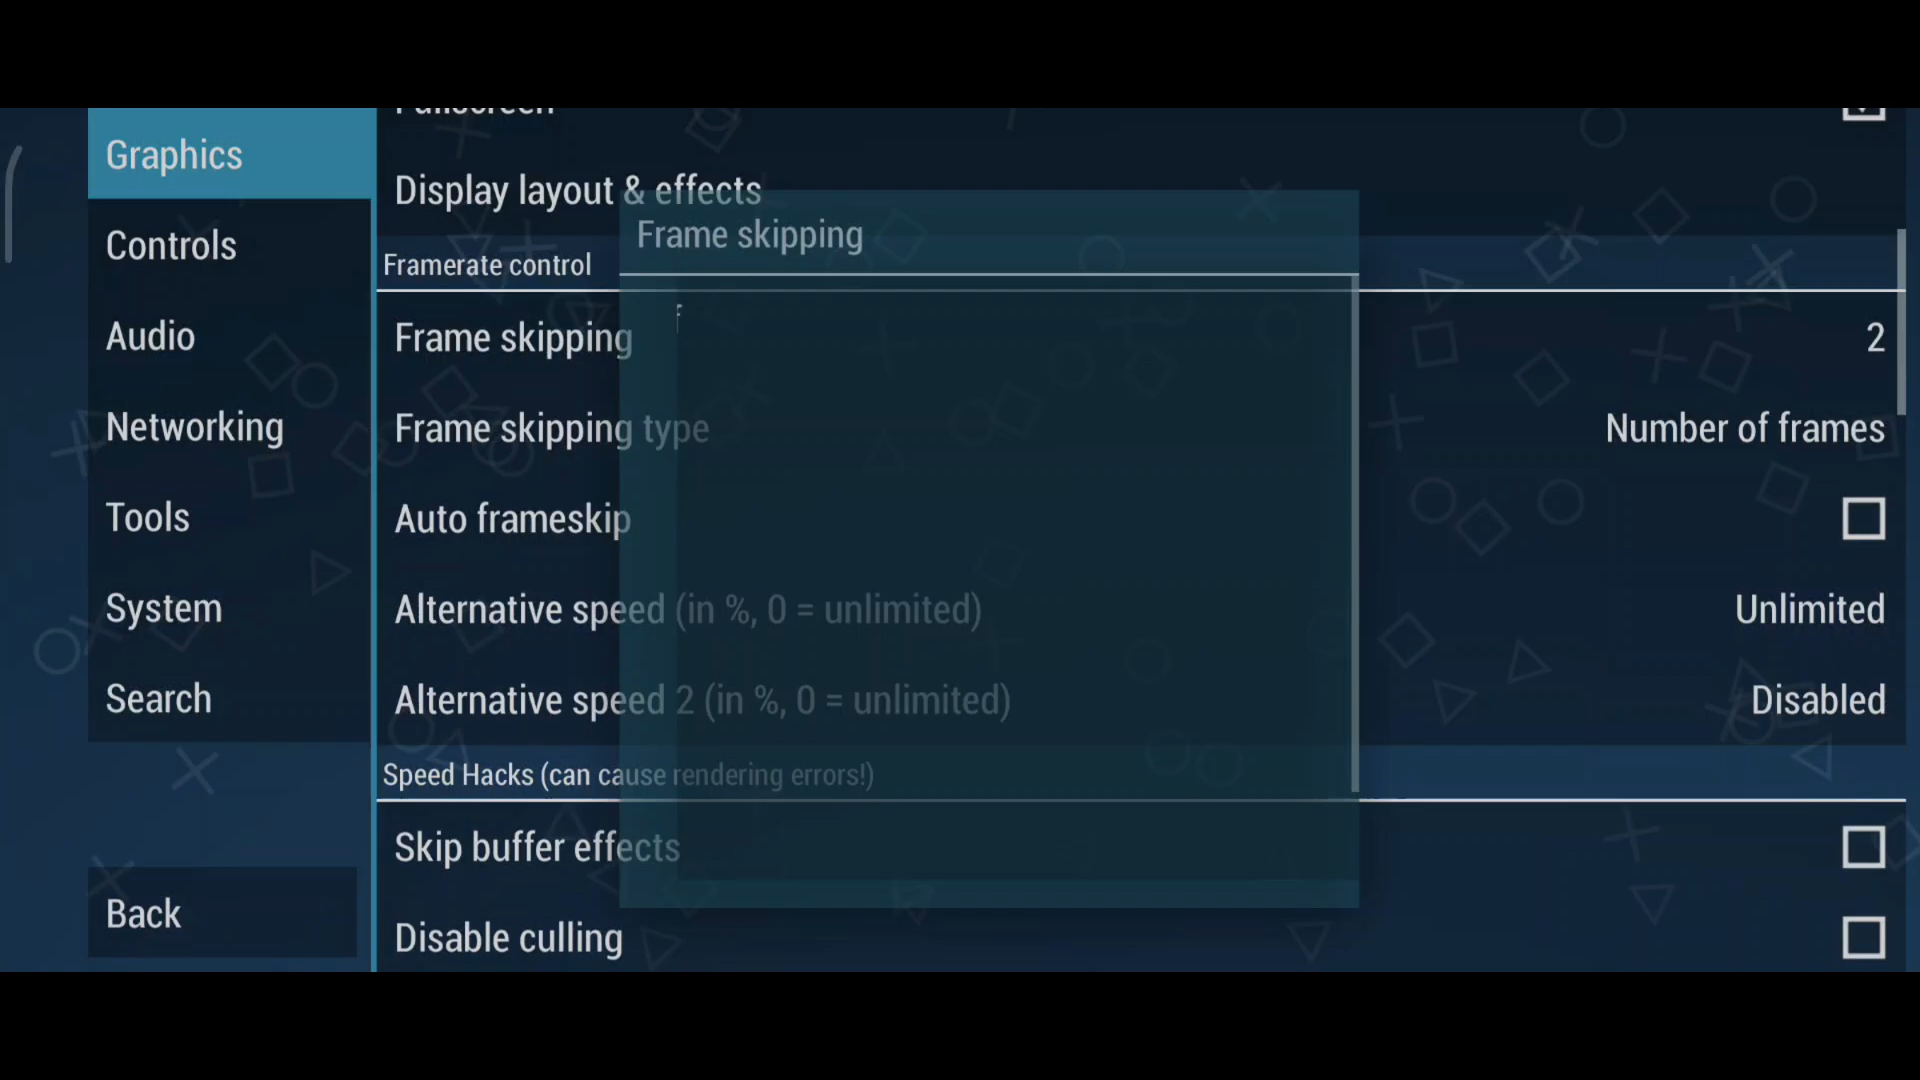 Graphics
Controls
Audio
Networking
Tools
System
Search
Back
Fullscreen
Display layout & effects
Framerate control
Frame skipping 2
Frame skipping type Number of frames
Auto frameskip
Alternative speed (in %, 0 = unlimited) Unlimited
Alternative speed 2 (in %, 0 = unlimited) Disabled
Speed Hacks (can cause rendering errors!)
Skip buffer effects
Disable culling
Frame skipping